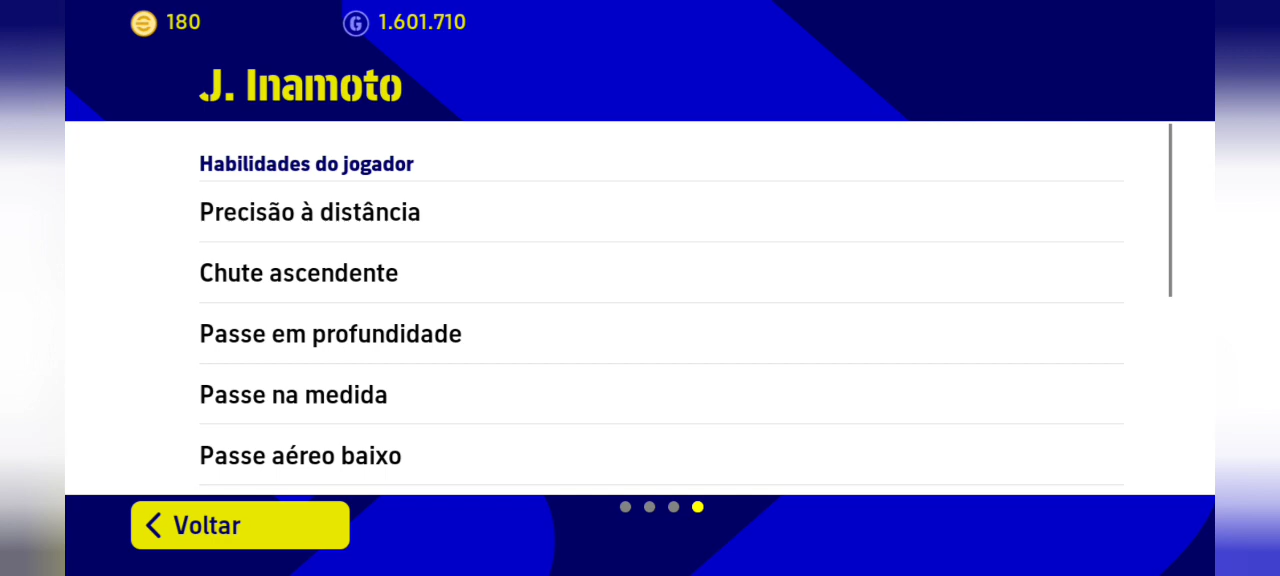 180
1.601.710
J. Inamoto
Habilidades do jogador
Precisão à distância
Chute ascendente
Passe em profundidade
Passe na medida
Passe aéreo baixo
Voltar